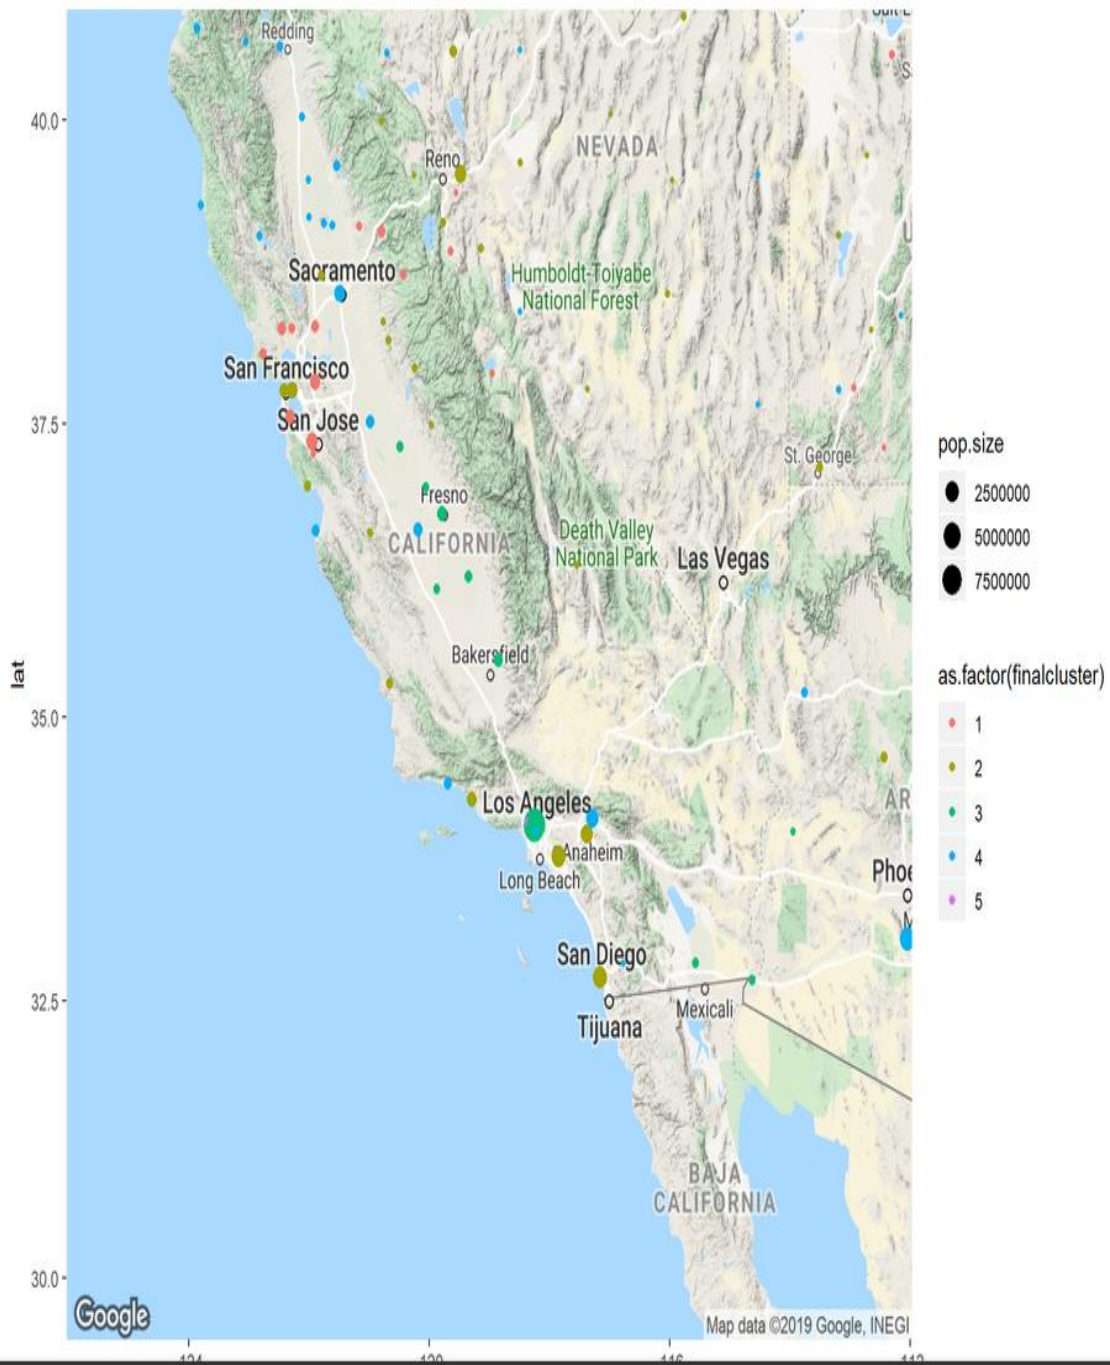 Redding
40.0
NEVADA
Reno
Sacramento
Humboldt-Toiyabe
National Forest
San Francisco
37.5
San Jose
St. George
Fresno
CALIFORNIA
Death Valley
National Park
Las Vegas
Bakersfield
lat
35.0
Los Angeles
AR
Anaheim
Long Beach
Phoe
M
San Diego
32.5
Mexicali
Tijuana
BAJA
CALIFORNIA
30.0
Google
Map data ©2019 Google, INEGI
pop.size
2500000
5000000
7500000
as.factor(finalcluster)
1
2
3
4
5